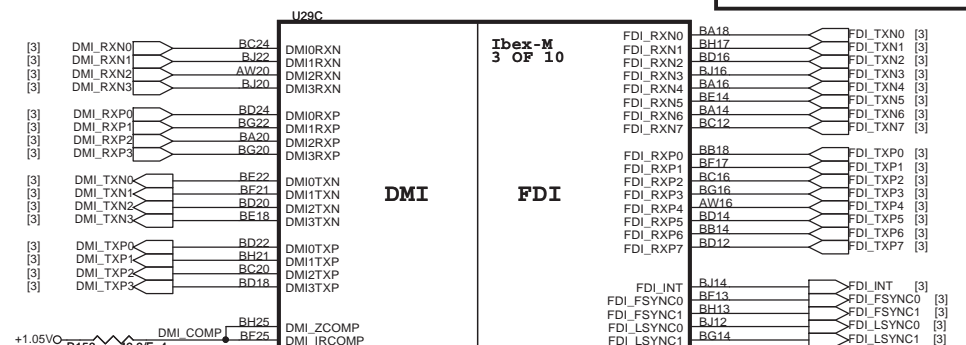 U29C
Ibex-M
3 OF 10
DMI
FDI
[3] DMI_RXN0 BC24 DMI0RXN
[3] DMI_RXN1 BJ22 DMI1RXN
[3] DMI_RXN2 AW20 DMI2RXN
[3] DMI_RXN3 BJ20 DMI3RXN
[3] DMI_RXP0 BD24 DMI0RXP
[3] DMI_RXP1 BG22 DMI1RXP
[3] DMI_RXP2 BA20 DMI2RXP
[3] DMI_RXP3 BG20 DMI3RXP
[3] DMI_TXN0 BE22 DMI0TXN
[3] DMI_TXN1 BF21 DMI1TXN
[3] DMI_TXN2 BD20 DMI2TXN
[3] DMI_TXN3 BE18 DMI3TXN
[3] DMI_TXP0 BD22 DMI0TXP
[3] DMI_TXP1 BH21 DMI1TXP
[3] DMI_TXP2 BC20 DMI2TXP
[3] DMI_TXP3 BD18 DMI3TXP
BH25 DMI_ZCOMP
+1.05V DMI_COMP BF25 DMI_IRCOMP
FDI_RXN0 BA18 FDI_TXN0 [3]
FDI_RXN1 BH17 FDI_TXN1 [3]
FDI_RXN2 BD16 FDI_TXN2 [3]
FDI_RXN3 BJ16 FDI_TXN3 [3]
FDI_RXN4 BA16 FDI_TXN4 [3]
FDI_RXN5 BE14 FDI_TXN5 [3]
FDI_RXN6 BA14 FDI_TXN6 [3]
FDI_RXN7 BC12 FDI_TXN7 [3]
FDI_RXP0 BB18 FDI_TXP0 [3]
FDI_RXP1 BF17 FDI_TXP1 [3]
FDI_RXP2 BC16 FDI_TXP2 [3]
FDI_RXP3 BG16 FDI_TXP3 [3]
FDI_RXP4 AW16 FDI_TXP4 [3]
FDI_RXP5 BD14 FDI_TXP5 [3]
FDI_RXP6 BB14 FDI_TXP6 [3]
FDI_RXP7 BD12 FDI_TXP7 [3]
FDI_INT BJ14 FDI_INT [3]
FDI_FSYNC0 BF13 FDI_FSYNC0 [3]
FDI_FSYNC1 BH13 FDI_FSYNC1 [3]
FDI_LSYNC0 BJ12 FDI_LSYNC0 [3]
FDI_LSYNC1 BG14 FDI_LSYNC1 [3]